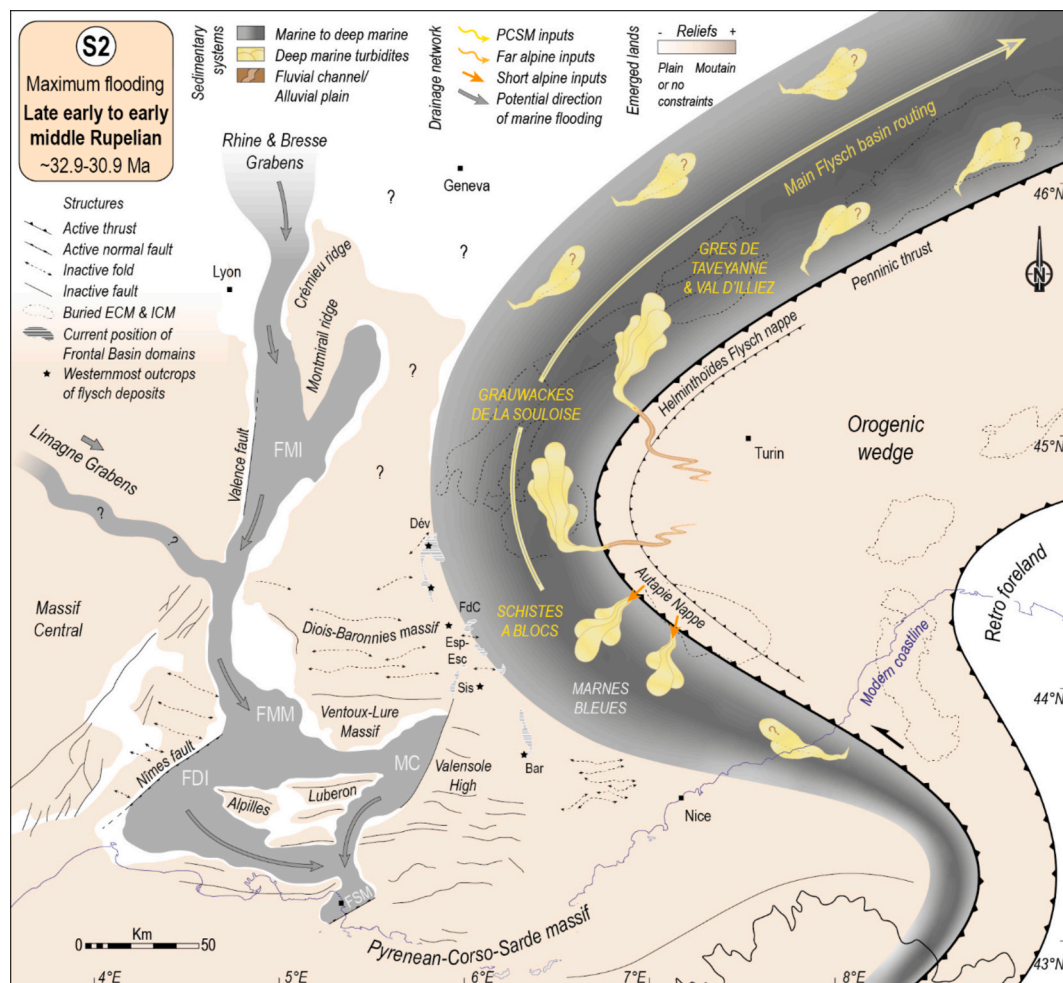 S2
Maximum flooding
Late early to early
middle Rupelian
~32.9-30.9 Ma
Sedimentary
systems
Marine to deep marine
Deep marine turbidites
Fluvial channel/
Alluvial plain
Drainage network
PCSM inputs
Far alpine inputs
Short alpine inputs
Potential direction
of marine flooding
Emerged lands
- Reliefs +
Plain
or no
constraints
Moutain
Structures
Active thrust
Active normal fault
Inactive fold
Inactive fault
Buried ECM & ICM
Current position of
Frontal Basin domains
Westernmost outcrops
of flysch deposits
Rhine & Bresse
Grabens
?
Geneva
?
?
?
?
?
Main Flysch basin routing
46°N
N
Lyon
Crémieu ridge
?
GRES DE
TAVEYANNE
& VAL D'ILLIEZ
Penninic thrust
Montmirail ridge
?
Helminthoïdes Flysch nappe
GRAUWACKES
DE LA SOULOISE
Limagne Grabens
Valence fault
FMI
?
Turin
Orogenic
wedge
45°N
?
?
Dév
Massif
Central
Diois-Baronnies massif
FdC
Esp-
Esc
Sis
SCHISTES
A BLOCS
Autapie Nappe
Modern coastline
Retro foreland
MARNES
BLEUES
44°N
Nîmes fault
FMM
Ventoux-Lure
Massif
MC
Valensole
High
Bar
?
FDI
Alpilles
Luberon
Nice
FSM
Pyrenean-Corso-Sarde massif
Km
0
50
43°N
4°E
5°E
6°E
7°E
8°E